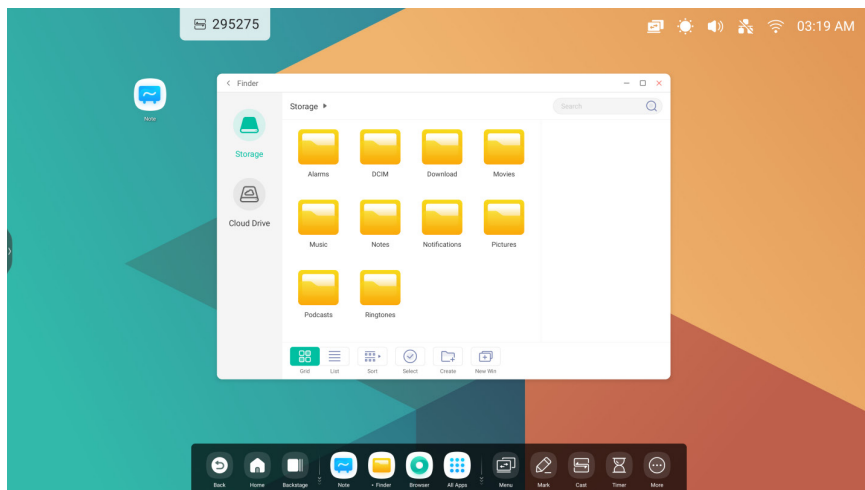 295275
03:19 AM
Finder
Note
Storage
Search
Storage
Cloud Drive
Alarms DCIM Download Movies
Music Notes Notifications Pictures
Podcasts Ringtones
Grid List Sort Select Create New Win
Back Home Backstage Note • Finder Browser All Apps Menu Mark Cast Timer More